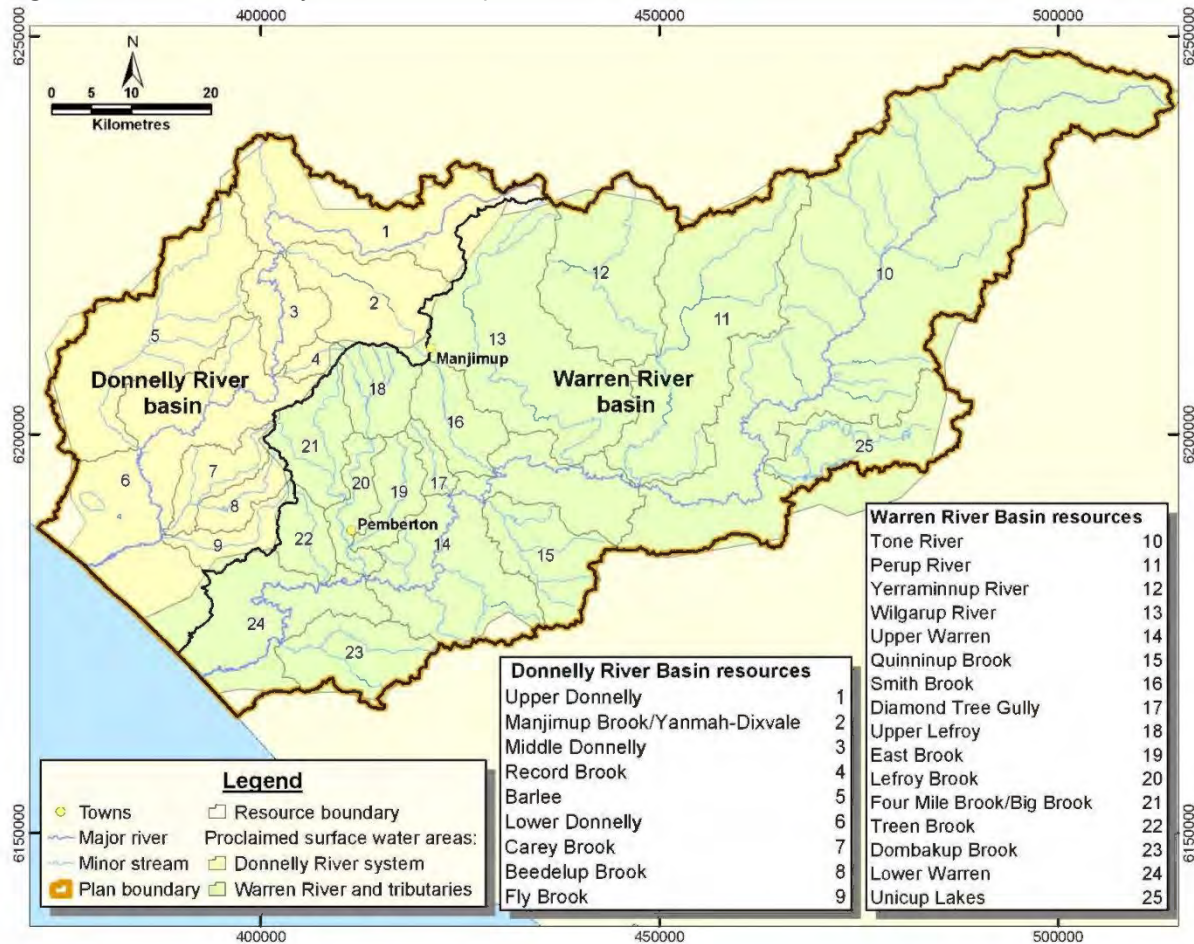 400000 450000 500000
6250000 6250000
N
0 5 10 20
Kilometres
1
12
10
2
3
11
5
13
4
Manjimup
Donnelly River
basin
Warren River
basin
18
16
6200000 6200000
21
25
6
7
20
19
17
8
Pemberton
9
22
14
15
24
23
Warren River Basin resources
Tone River 10
Perup River 11
Yerraminnup River 12
Wilgarup River 13
Upper Warren 14
Quinninup Brook 15
Smith Brook 16
Diamond Tree Gully 17
Upper Lefroy 18
East Brook 19
Lefroy Brook 20
Four Mile Brook/Big Brook 21
Treen Brook 22
Dombakup Brook 23
Lower Warren 24
Unicup Lakes 25
Donnelly River Basin resources
Upper Donnelly 1
Manjimup Brook/Yanmah-Dixvale 2
Middle Donnelly 3
Record Brook 4
Barlee 5
Lower Donnelly 6
Carey Brook 7
Beedelup Brook 8
Fly Brook 9
Legend
Towns
Major river
Minor stream
Plan boundary
Resource boundary
Proclaimed surface water areas:
Donnelly River system
Warren River and tributaries
6150000 6150000
400000 450000 500000